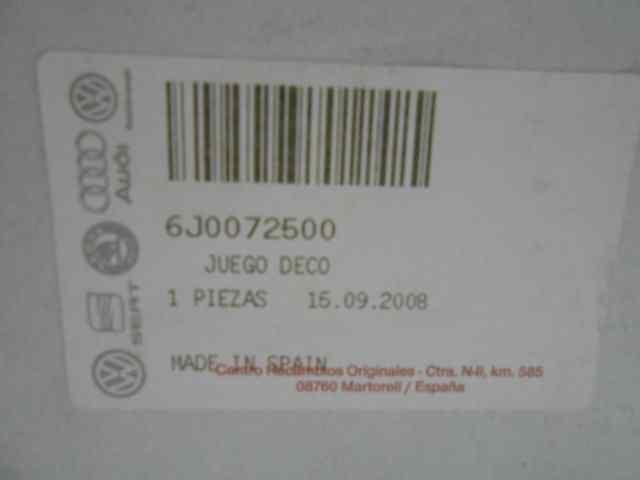 6J0072500
JUEGO DECO
1 PIEZAS 16.09.2008
MADE IN SPAIN
Centro Recambios Originales - Ctra. N-II, km. 585
08760 Martorell / España
Audi
SEAT